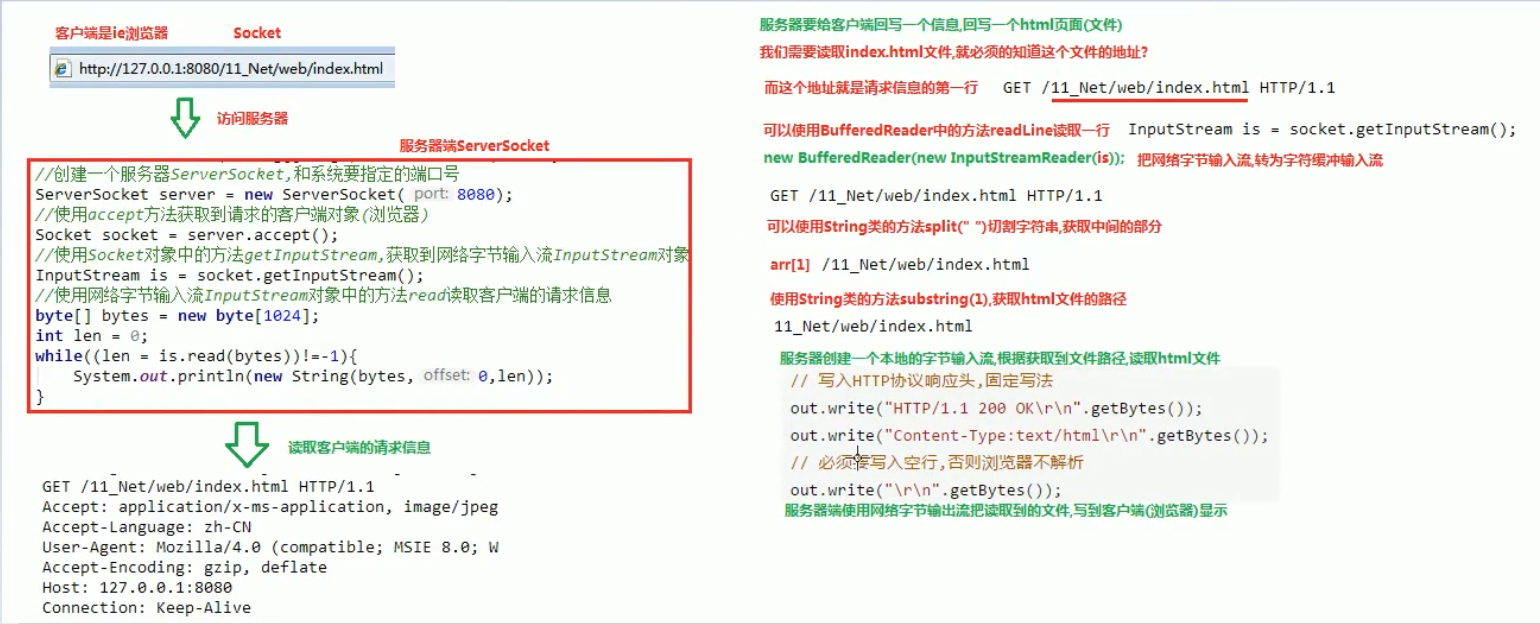 客户端是ie浏览器
Socket
http://127.0.0.1:8080/11_Net/web/index.html
访问服务器
服务器端ServerSocket
//创建一个服务器ServerSocket,和系统要指定的端口号
ServerSocket server = new ServerSocket( port: 8080);
//使用accept方法获取到请求的客户端对象(浏览器)
Socket socket = server.accept();
//使用Socket对象中的方法getInputStream,获取到网络字节输入流InputStream对象
InputStream is = socket.getInputStream();
//使用网络字节输入流InputStream对象中的方法read读取客户端的请求信息
byte[] bytes = new byte[1024];
int len = 0;
while((len = is.read(bytes))!=-1){
System.out.println(new String(bytes, offset: 0,len));
}
读取客户端的请求信息
GET /11_Net/web/index.html HTTP/1.1
Accept: application/x-ms-application, image/jpeg
Accept-Language: zh-CN
User-Agent: Mozilla/4.0 (compatible; MSIE 8.0; W
Accept-Encoding: gzip, deflate
Host: 127.0.0.1:8080
Connection: Keep-Alive
服务器要给客户端回写一个信息,回写一个html页面(文件)
我们需要读取index.html文件,就必须的知道这个文件的地址?
而这个地址就是请求信息的第一行 GET /11_Net/web/index.html HTTP/1.1
可以使用BufferedReader中的方法readLine读取一行 InputStream is = socket.getInputStream();
new BufferedReader(new InputStreamReader(is)); 把网络字节输入流,转为字符缓冲输入流
GET /11_Net/web/index.html HTTP/1.1
可以使用String类的方法split(" ")切割字符串,获取中间的部分
arr[1] /11_Net/web/index.html
使用String类的方法substring(1),获取html文件的路径
11_Net/web/index.html
服务器创建一个本地的字节输入流,根据获取到文件路径,读取html文件
// 写入HTTP协议响应头,固定写法
out.write("HTTP/1.1 200 OK\r\n".getBytes());
out.write("Content-Type:text/html\r\n".getBytes());
// 必须要写入空行,否则浏览器不解析
out.write("\r\n".getBytes());
服务器端使用网络字节输出流把读取到的文件,写到客户端(浏览器)显示